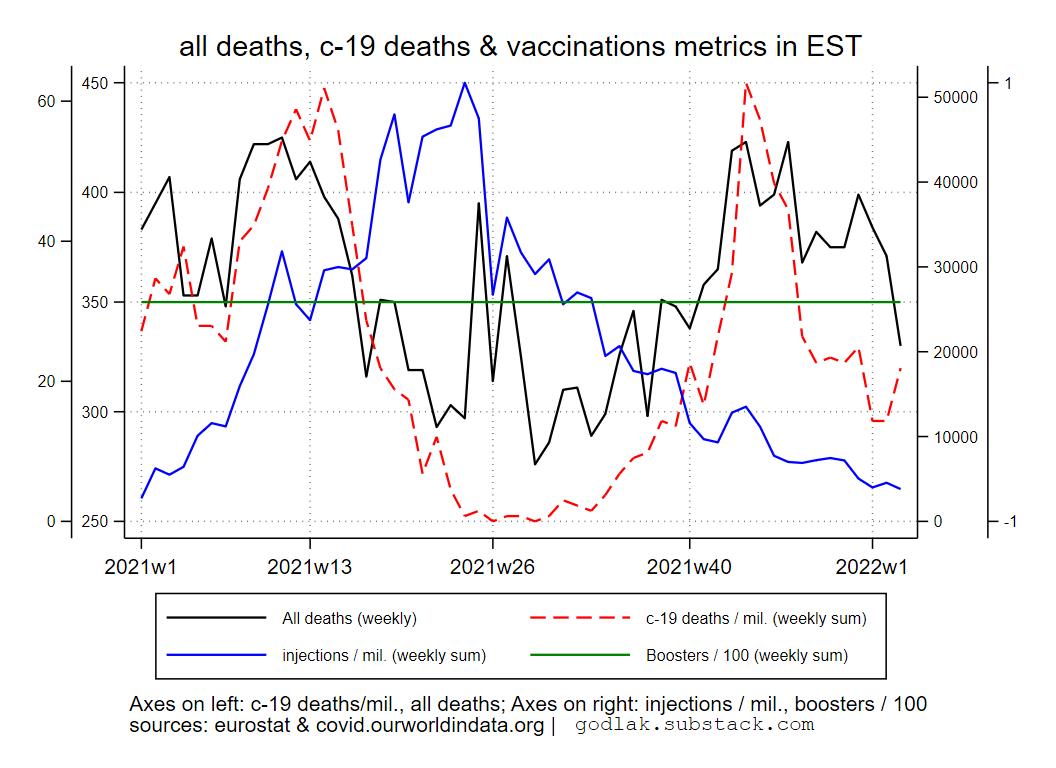 all deaths, c-19 deaths & vaccinations metrics in EST
60
40
20
0
450
400
350
300
250
50000
40000
30000
20000
10000
0
1
-1
2021w1 2021w13 2021w26 2021w40 2022w1
All deaths (weekly) c-19 deaths / mil. (weekly sum)
injections / mil. (weekly sum) Boosters / 100 (weekly sum)
Axes on left: c-19 deaths/mil., all deaths; Axes on right: injections / mil., boosters / 100
sources: eurostat & covid.ourworldindata.org | godlak.substack.com